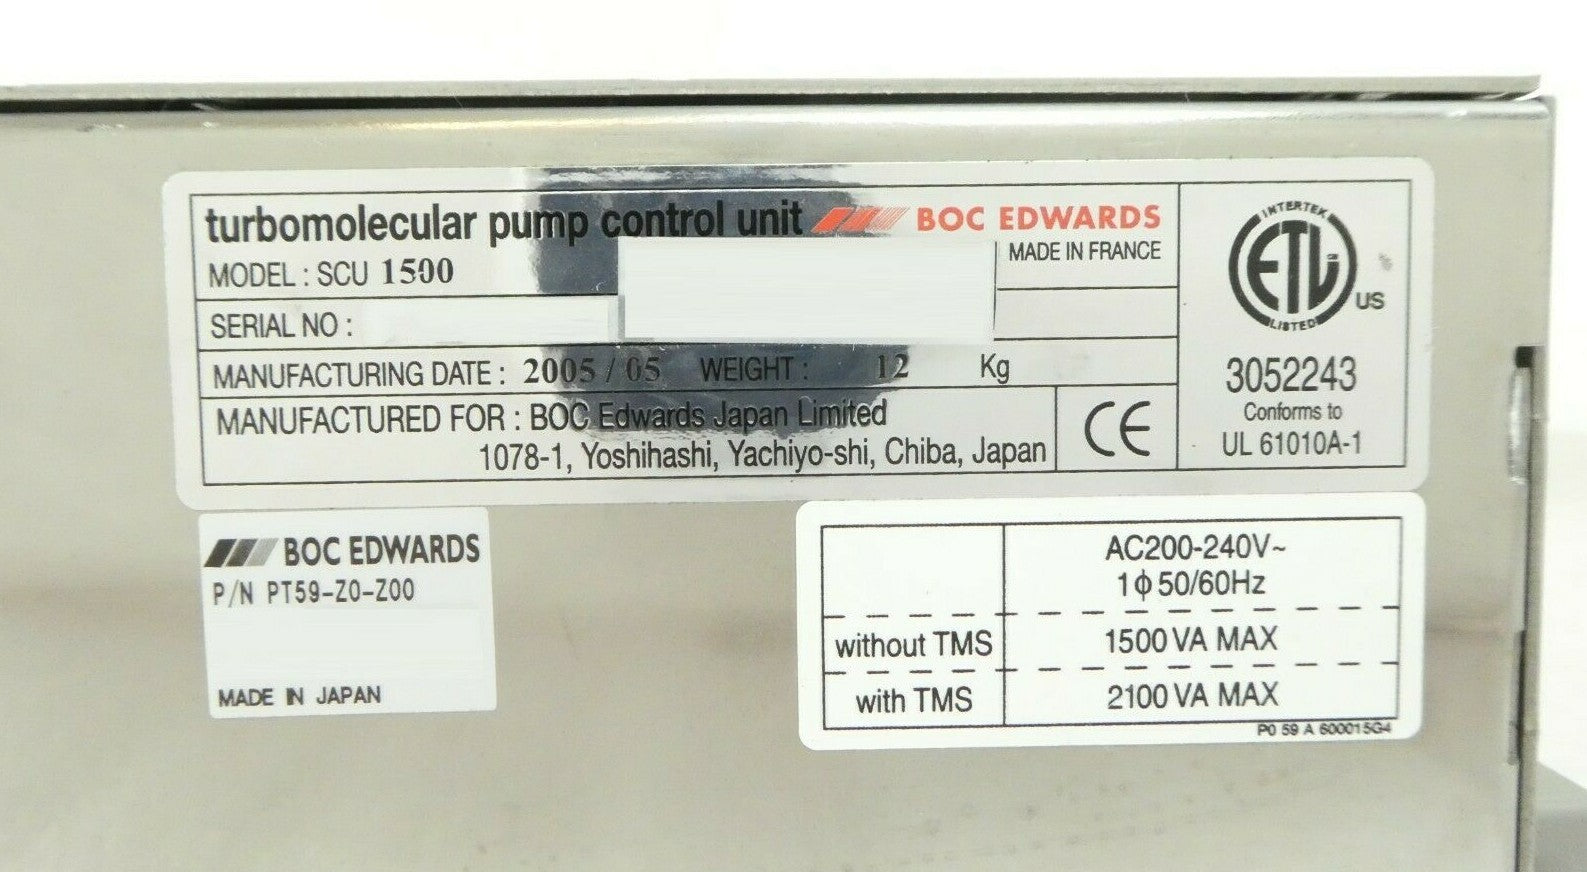 turbomolecular pump control unit BOC EDWARDS
MADE IN FRANCE
MODEL : SCU 1500
SERIAL NO :
MANUFACTURING DATE : 2005 / 05 WEIGHT : 12 Kg
MANUFACTURED FOR : BOC Edwards Japan Limited
1078-1, Yoshihashi, Yachiyo-shi, Chiba, Japan
CE
INTERTEK
ETL
LISTED
US
3052243
Conforms to
UL 61010A-1
BOC EDWARDS
P/N PT59-Z0-Z00
MADE IN JAPAN
AC200-240V~
1ϕ50/60Hz
without TMS 1500 VA MAX
with TMS 2100 VA MAX
P0 59 A 600015G4